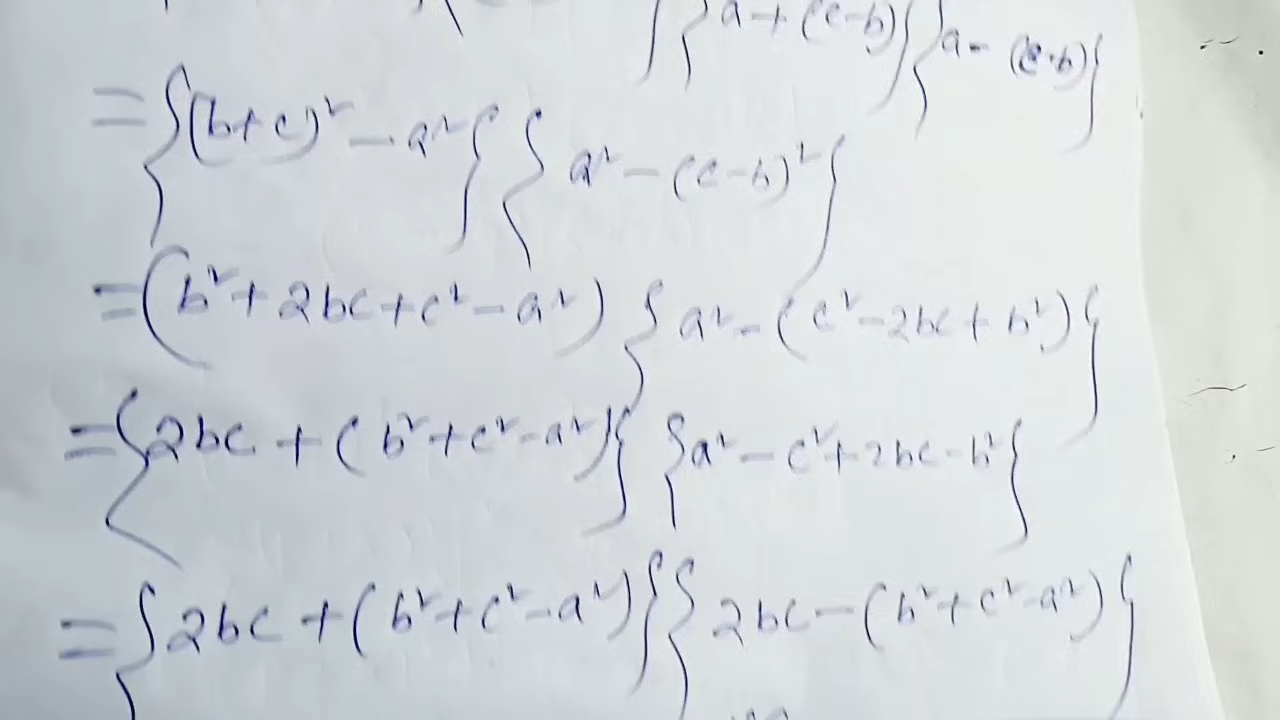 {a+(c-b)}{a-(c-b)}
={(b+c)²-a²}{a²-(c-b)²}
=(b²+2bc+c²-a²){a²-(c²-2bc+b²)}
={2bc+(b²+c²-a²)}{a²-c²+2bc-b²}
={2bc+(b²+c²-a²)}{2bc-(b²+c²-a²)}